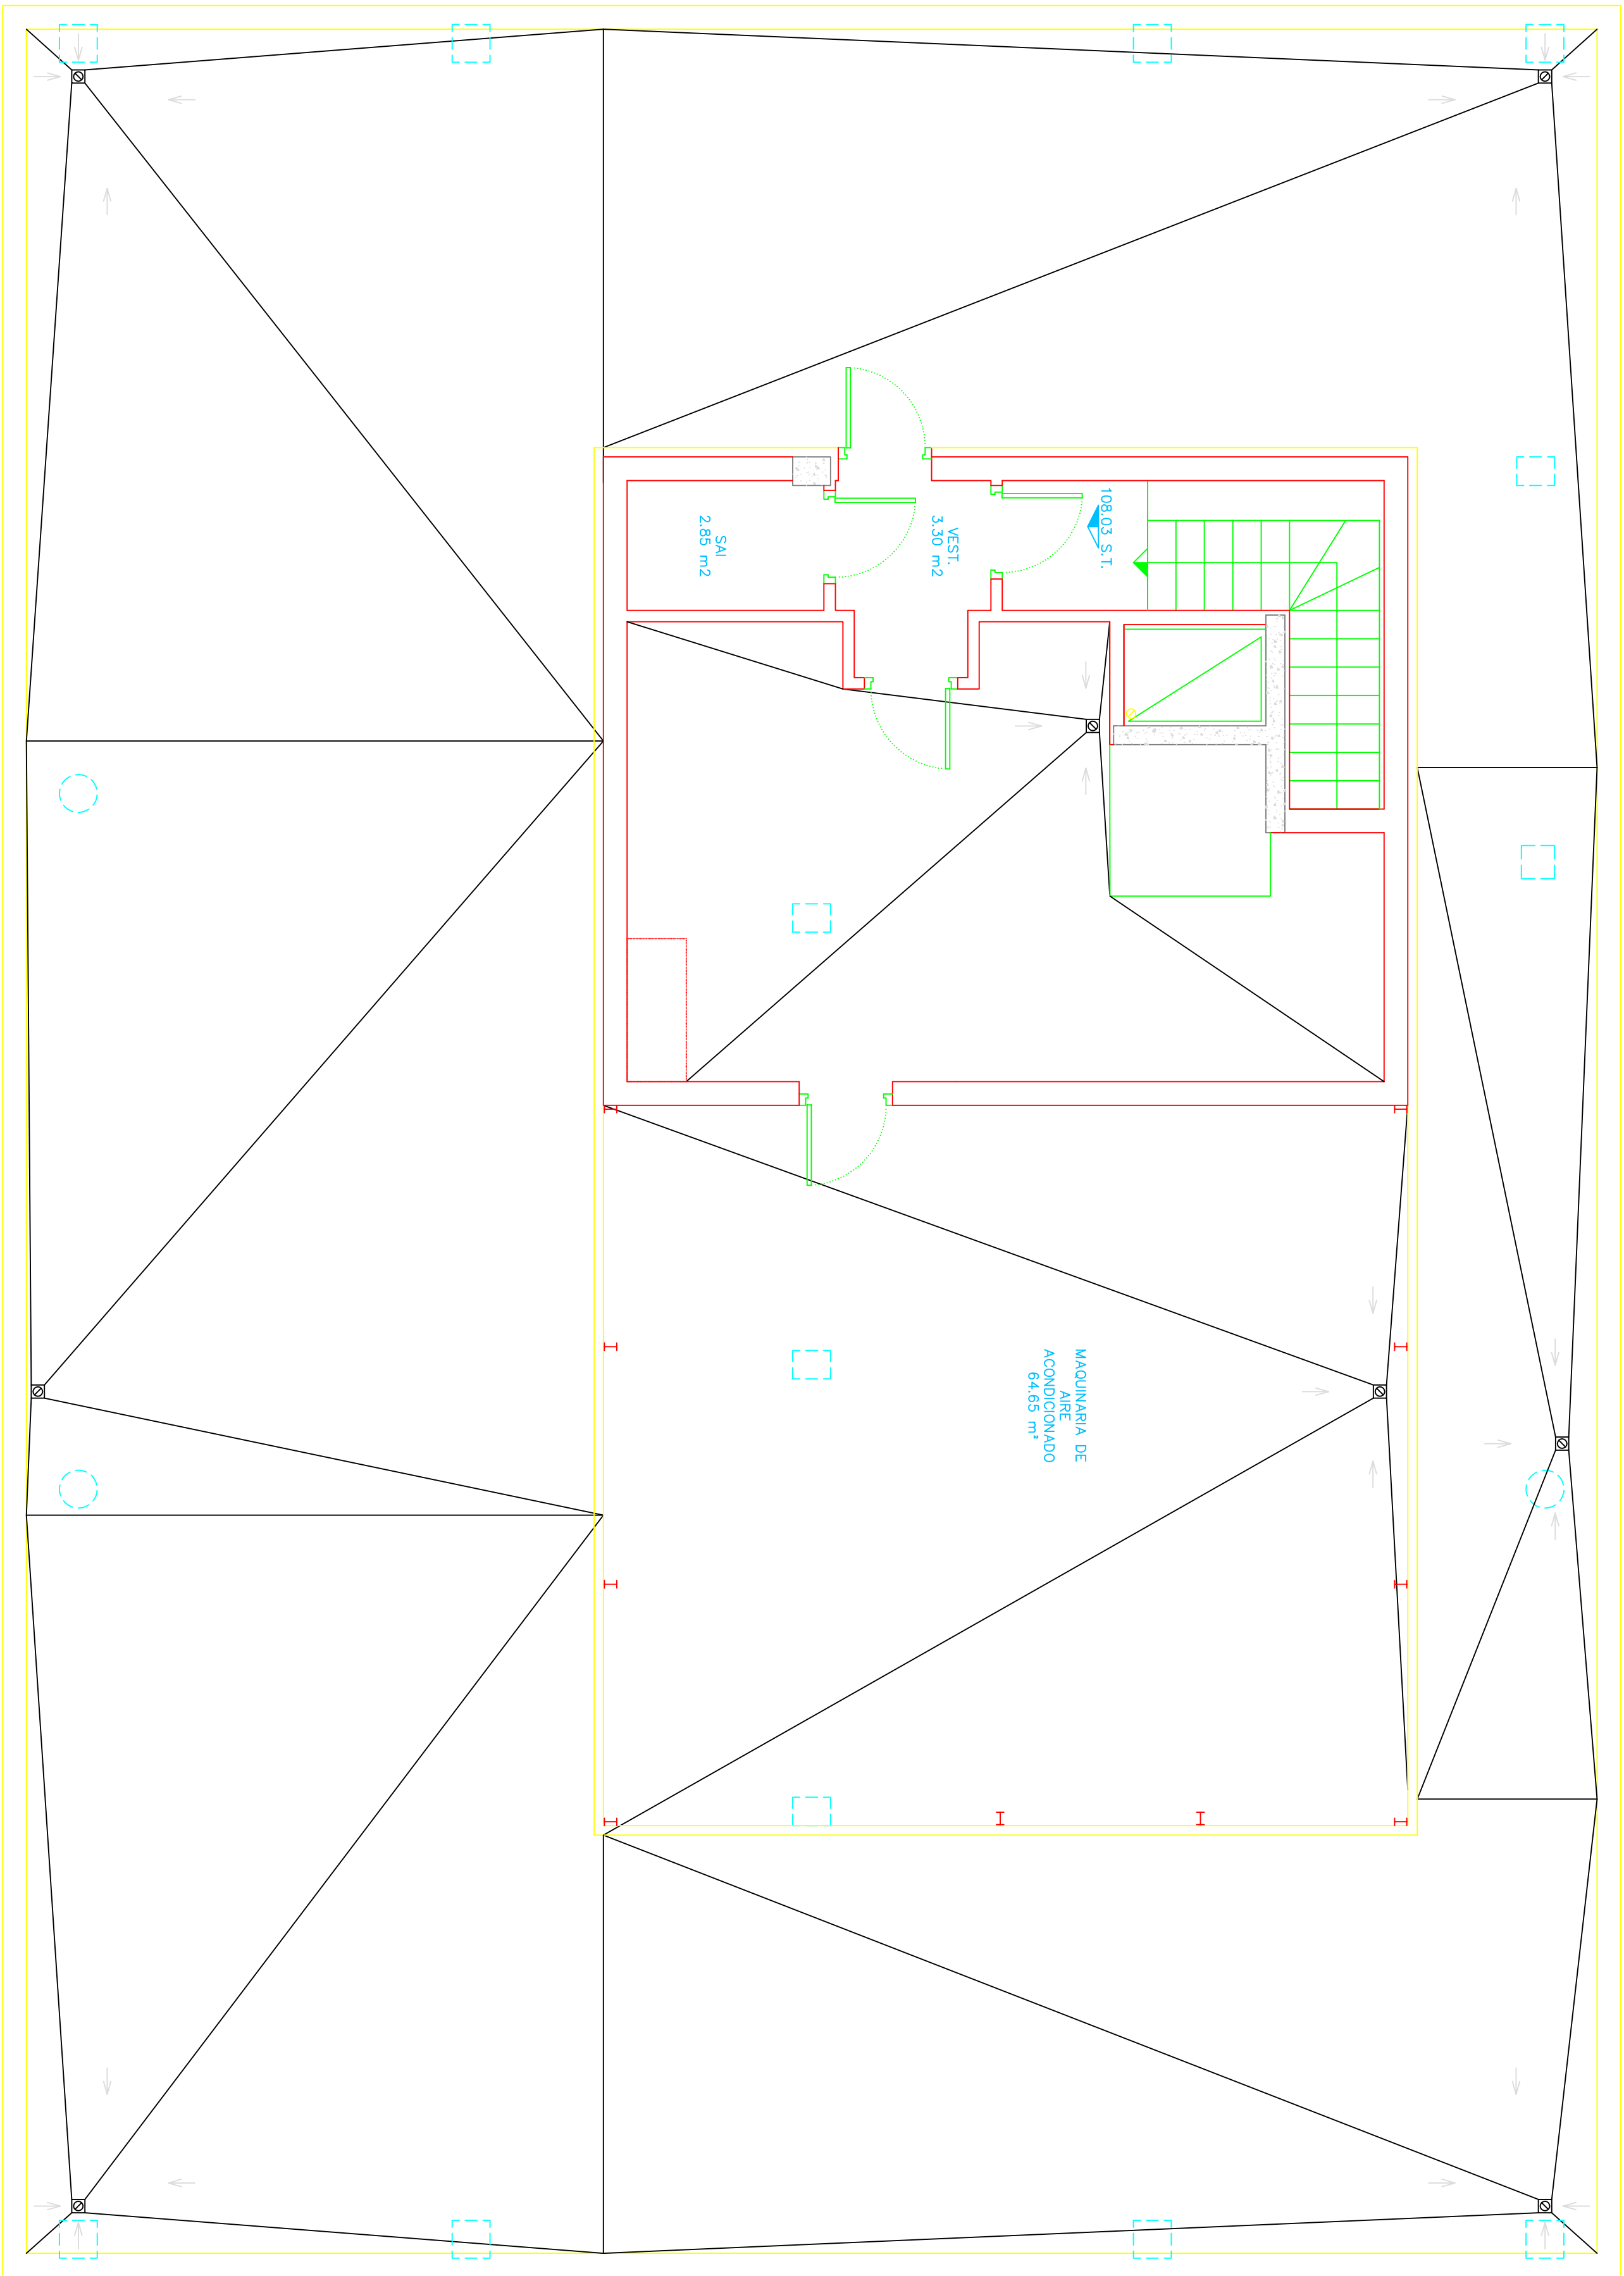 108.03 S.T.
VEST.
3.30 m2
SAI
2.85 m2
MAQUINARIA DE
AIRE
ACONDICIONADO
64.65 m²